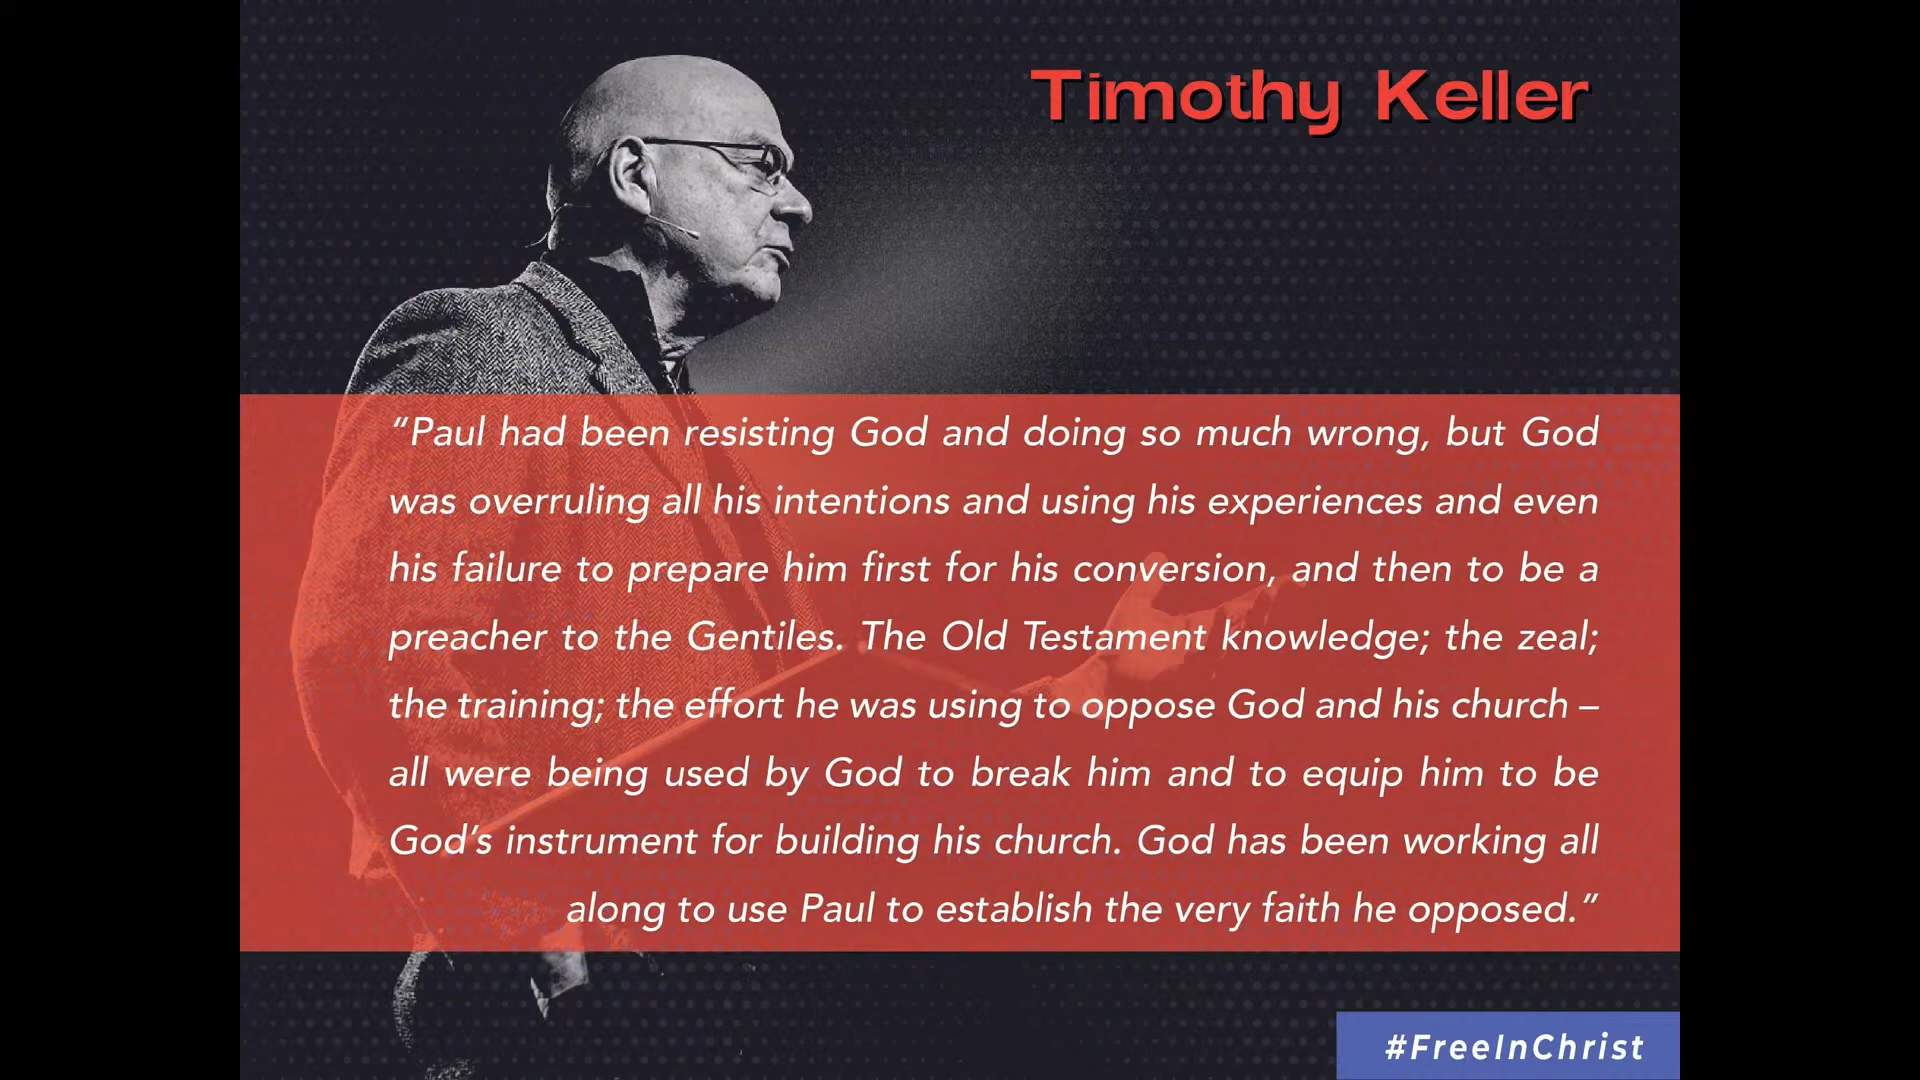 Timothy Keller
“Paul had been resisting God and doing so much wrong, but God
was overruling all his intentions and using his experiences and even
his failure to prepare him first for his conversion, and then to be a
preacher to the Gentiles. The Old Testament knowledge; the zeal;
the training; the effort he was using to oppose God and his church –
all were being used by God to break him and to equip him to be
God’s instrument for building his church. God has been working all
along to use Paul to establish the very faith he opposed.”
#FreeInChrist